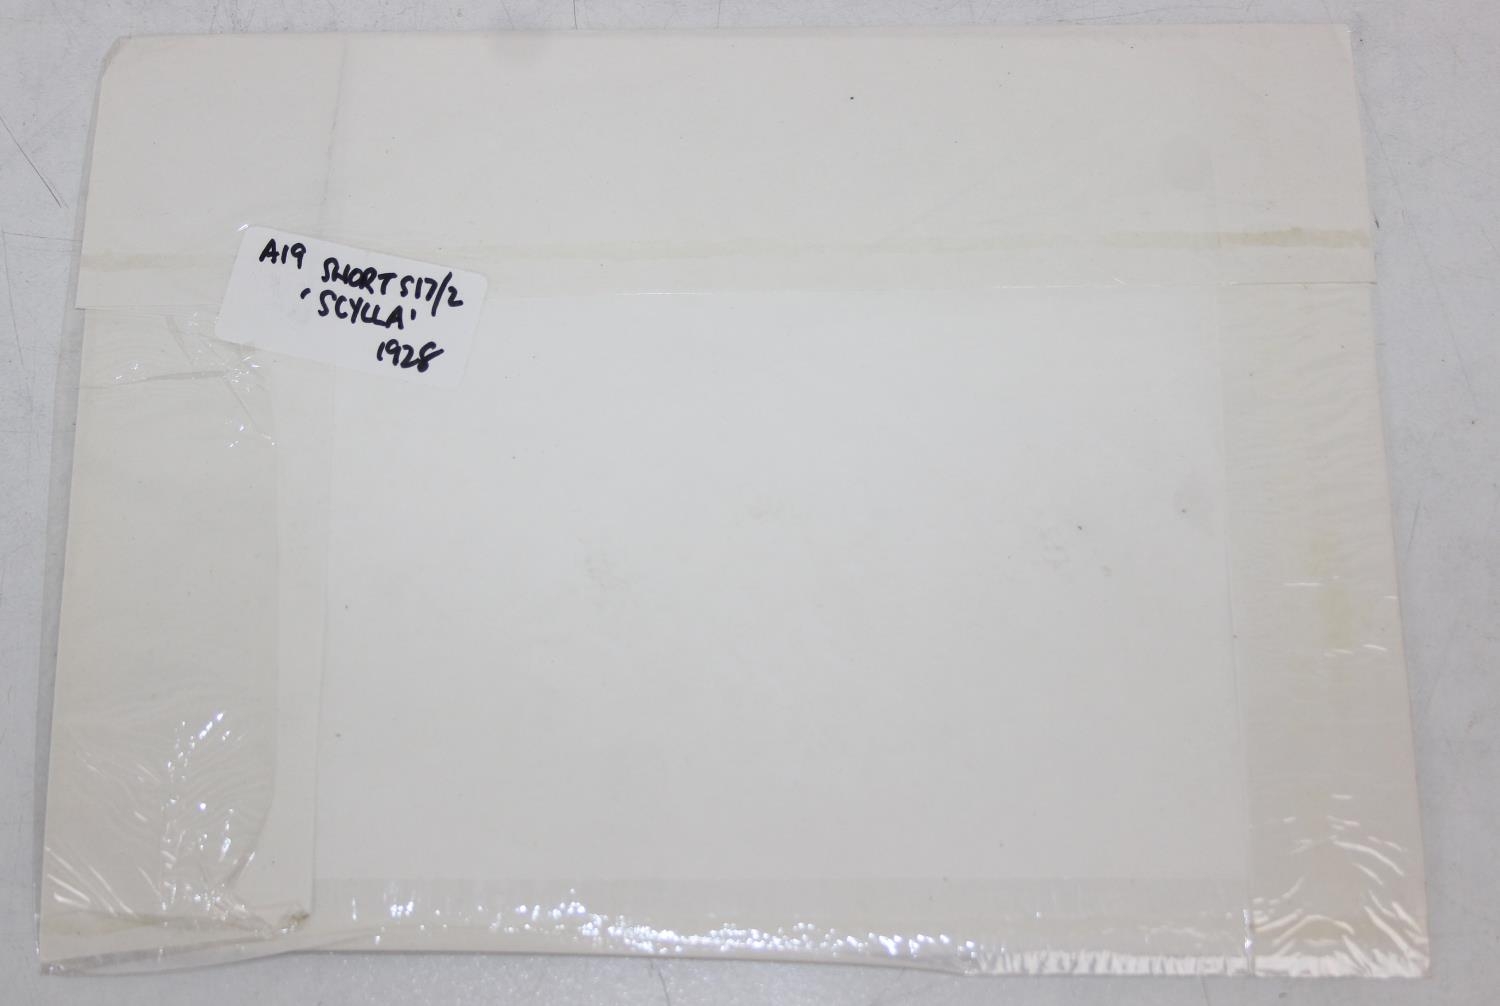 A19 SHORT S17/2
'SCYLLA'
1928